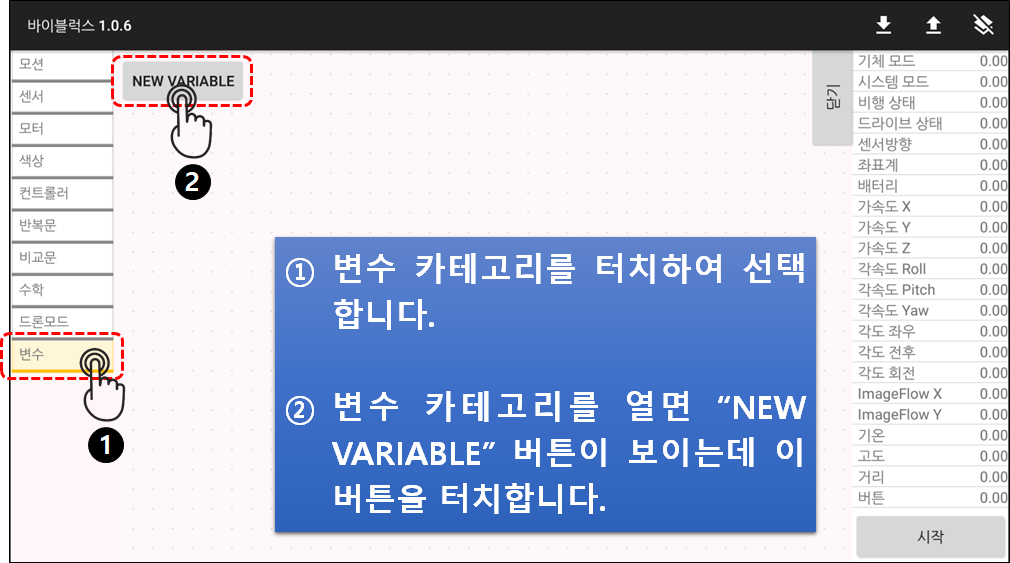 바이블럭스 1.0.6
모션
센서
모터
색상
컨트롤러
반복문
비교문
수학
드론모드
변수
NEW VARIABLE
2
1
① 변수 카테고리를 터치하여 선택
합니다.
② 변수 카테고리를 열면 “NEW
VARIABLE” 버튼이 보이는데 이
버튼을 터치합니다.
닫기
기체 모드 0.00
시스템 모드 0.00
비행 상태 0.00
드라이브 상태 0.00
센서방향 0.00
좌표계 0.00
배터리 0.00
가속도 X 0.00
가속도 Y 0.00
가속도 Z 0.00
각속도 Roll 0.00
각속도 Pitch 0.00
각속도 Yaw 0.00
각도 좌우 0.00
각도 전후 0.00
각도 회전 0.00
ImageFlow X 0.00
ImageFlow Y 0.00
기온 0.00
고도 0.00
거리 0.00
버튼 0.00
시작